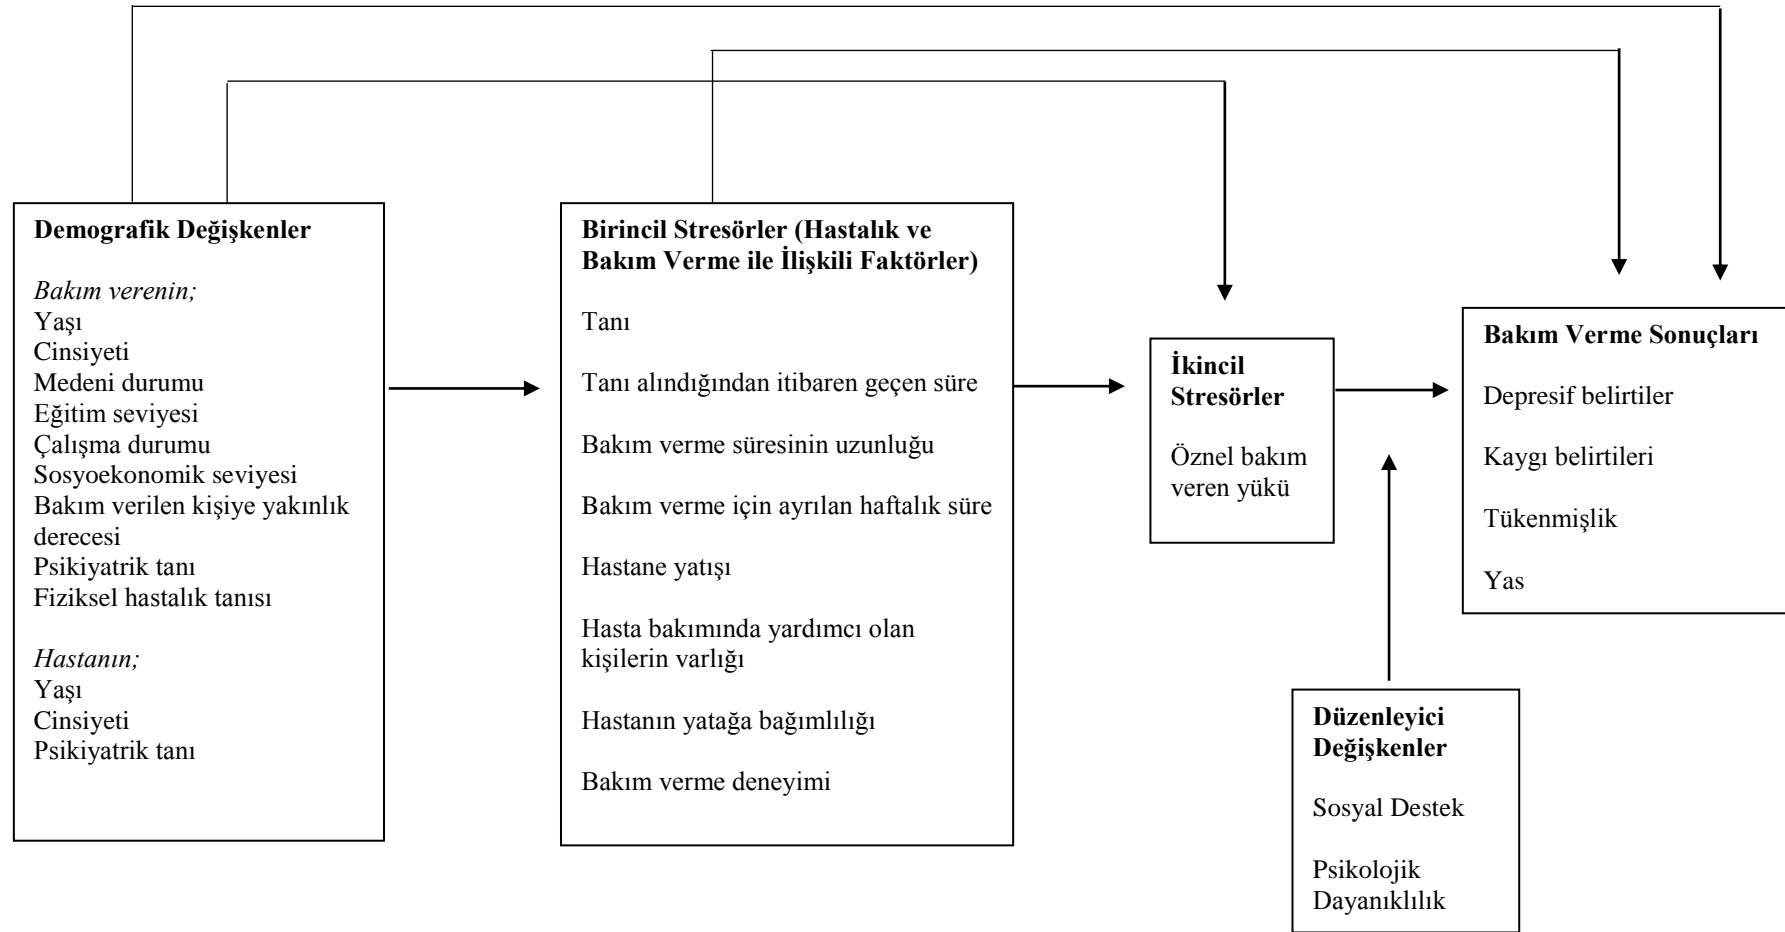 Demografik Değişkenler
Bakım verenin;
Yaşı
Cinsiyeti
Medeni durumu
Eğitim seviyesi
Çalışma durumu
Sosyoekonomik seviyesi
Bakım verilen kişiye yakınlık
derecesi
Psikiyatrik tanı
Fiziksel hastalık tanısı
Hastanın;
Yaşı
Cinsiyeti
Psikiyatrik tanı
Birincil Stresörler (Hastalık ve
Bakım Verme ile İlişkili Faktörler)
Tanı
Tanı alındığından itibaren geçen süre
Bakım verme süresinin uzunluğu
Bakım verme için ayrılan haftalık süre
Hastane yatışı
Hasta bakımında yardımcı olan
kişilerin varlığı
Hastanın yatağa bağımlılığı
Bakım verme deneyimi
İkincil
Stresörler
Öznel bakım
veren yükü
Bakım Verme Sonuçları
Depresif belirtiler
Kaygı belirtileri
Tükenmişlik
Yas
Düzenleyici
Değişkenler
Sosyal Destek
Psikolojik
Dayanıklılık